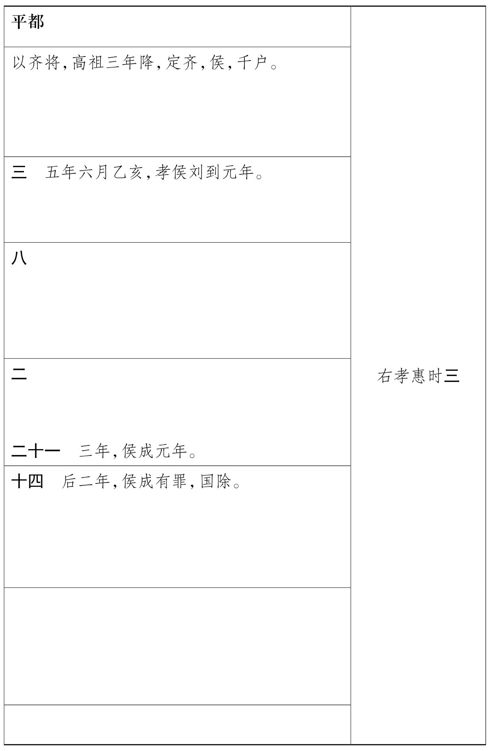 平都
以齐将,高祖三年降,定齐,侯,千户。
三　五年六月乙亥,孝侯刘到元年。
八
二
二十一　三年,侯成元年。
十四　后二年,侯成有罪,国除。
右孝惠时三